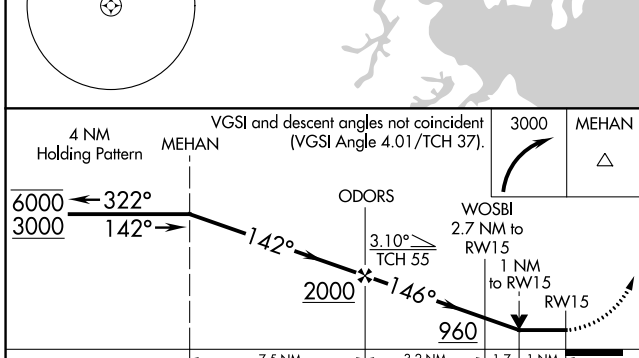 VGSI and descent angles not coincident
(VGSI Angle 4.01/TCH 37).
3000
MEHAN
4 NM
Holding Pattern
MEHAN
6000
322°
3000
142°
142°
ODORS
2000
3.10°
TCH 55
146°
WOSBI
2.7 NM to
RW15
960
1 NM
to RW15
RW15
7.5 NM
3.2 NM
1.7
1 NM